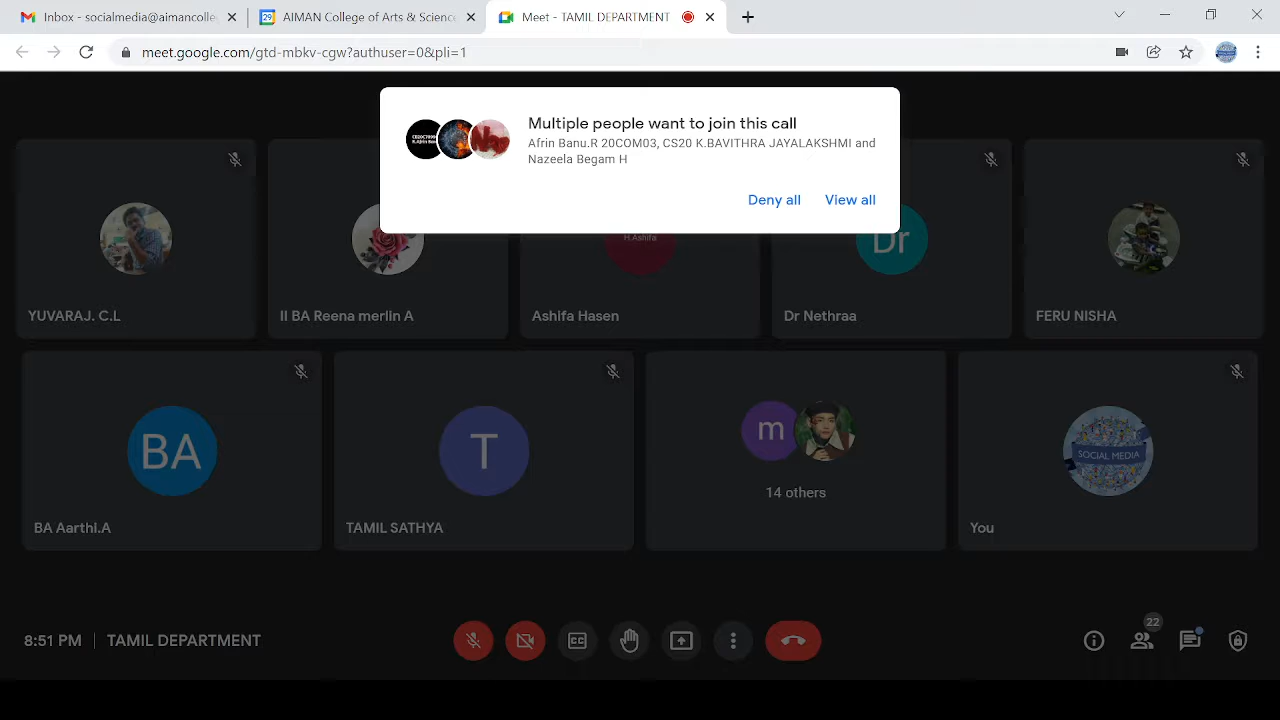 Inbox - socialmedia@aimancolle
AIMAN College of Arts & Science
Meet - TAMIL DEPARTMENT
meet.google.com/gtd-mbkv-cgw?authuser=0&pli=1
Multiple people want to join this call
Afrin Banu.R 20COM03, CS20 K.BAVITHRA JAYALAKSHMI and
Nazeela Begam H
Deny all
View all
H.Ashifa
Dr
YUVARAJ. C.L
II BA Reena merlin A
Ashifa Hasen
Dr Nethraa
FERU NISHA
BA
T
m
SOCIAL MEDIA
14 others
BA Aarthi.A
TAMIL SATHYA
You
8:51 PM
TAMIL DEPARTMENT
CC
22